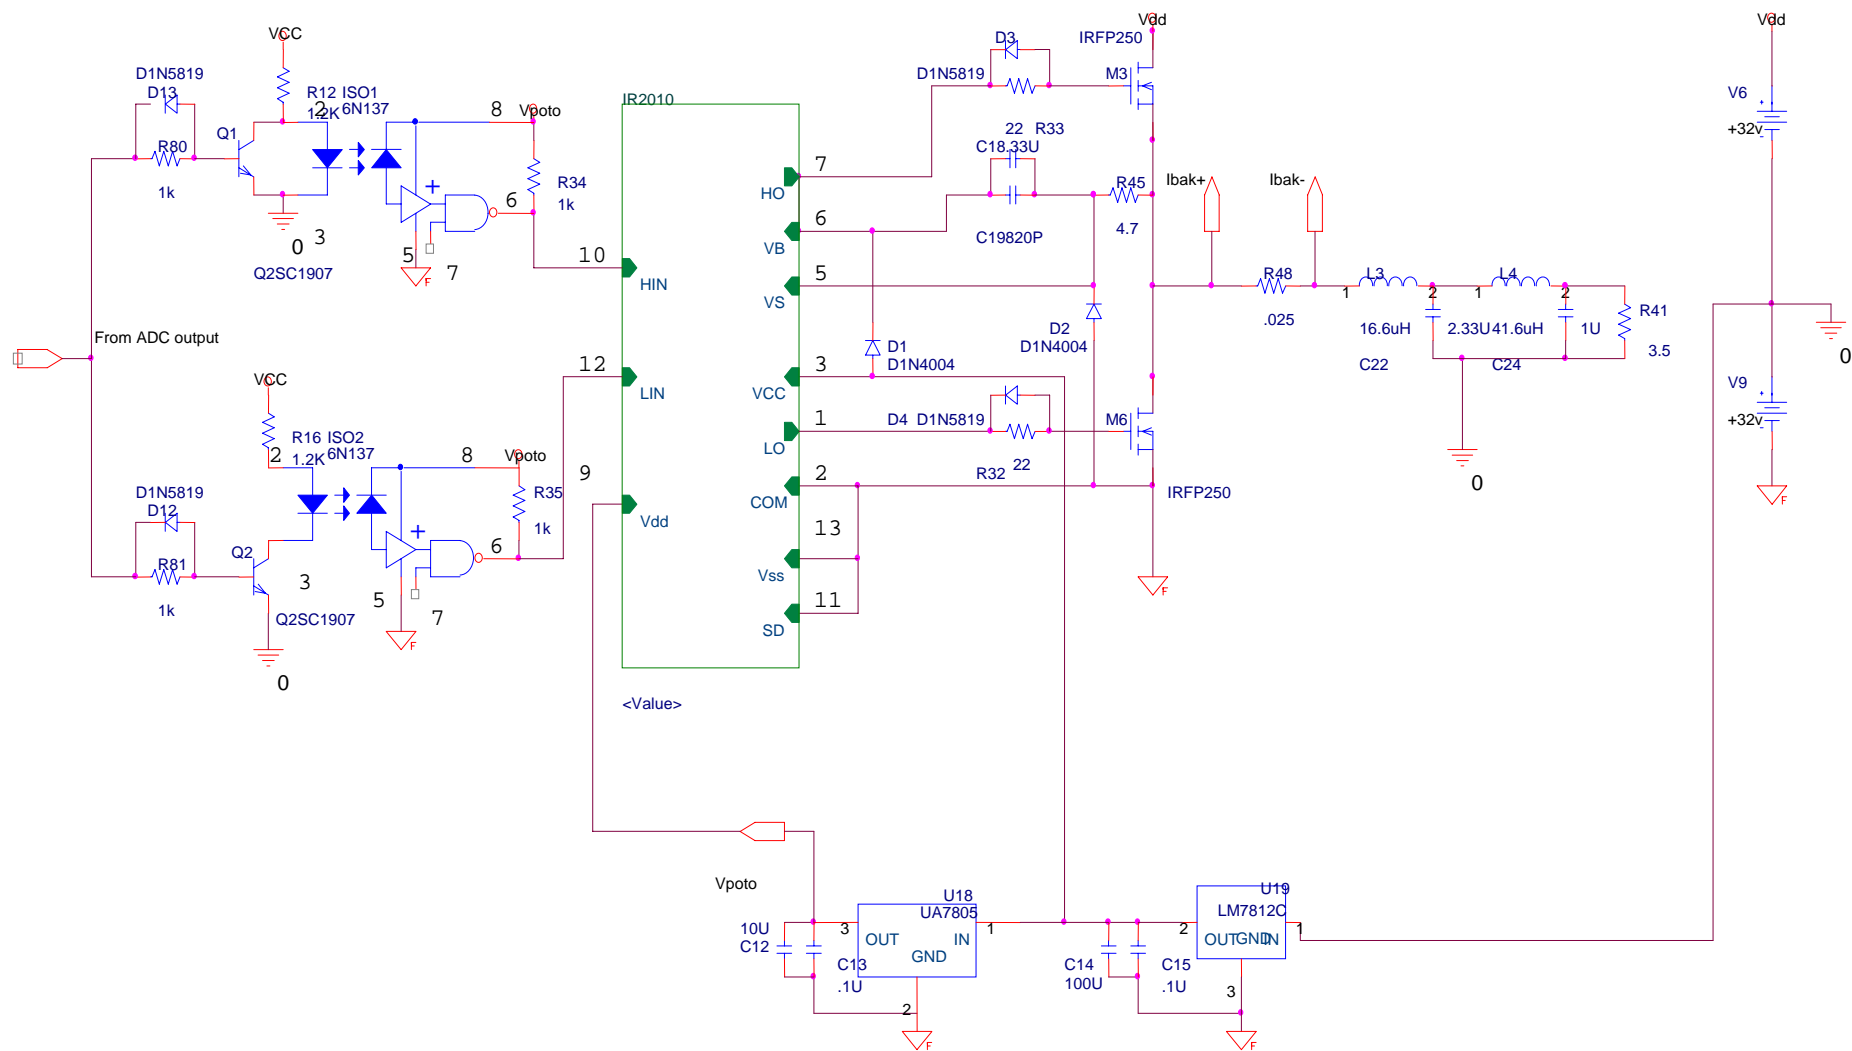 VCC
D1N5819
D13
R12 ISO1
2
6N137
1.2K
8
Vpoto
Q1
R80
1k
R34
1k
6
0
3
5
7
Q2SC1907
10
HIN
From ADC output
12
LIN
VCC
R16 ISO2
6N137
2
1.2K
8
Vpoto
9
D1N5819
D12
R35
1k
Q2
6
R81
1k
3
5
7
Q2SC1907
F
F
0
Vdd
IR2010
<Value>
7
HO
6
VB
5
VS
3
VCC
1
LO
2
COM
13
Vss
11
SD
D3
D1N5819
IRFP250
Vdd
M3
22 R33
C18.33U
R45
4.7
C19820P
D1
D1N4004
D2
D1N4004
D4 D1N5819
M6
R32
22
IRFP250
F
Ibak+
Ibak-
R48
.025
L3
1
2
16.6uH
2.33U
C22
L4
1
2
41.6uH
1U
C24
R41
3.5
0
Vdd
V6
+32v
0
V9
+32v
F
Vpoto
10U
C12
C13
.1U
U18
UA7805
3
OUT
IN
1
GND
2
F
C14
100U
C15
.1U
U19
LM7812C
2
OUT
GND
IN
1
3
F